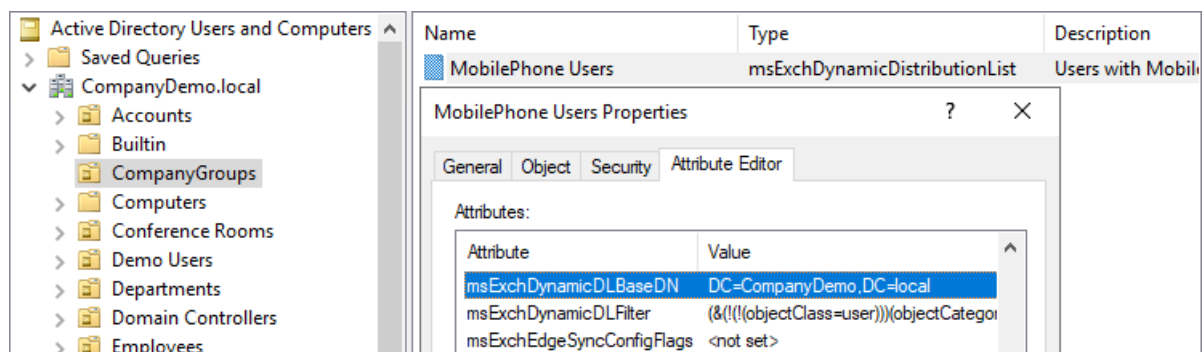 Active Directory Users and Computers
Saved Queries
CompanyDemo.local
Accounts
Builtin
CompanyGroups
Computers
Conference Rooms
Demo Users
Departments
Domain Controllers
Employees
Name Type Description
MobilePhone Users msExchDynamicDistributionList Users with Mobil
MobilePhone Users Properties ? ×
General Object Security Attribute Editor
Attributes:
Attribute Value
msExchDynamicDLBaseDN DC=CompanyDemo,DC=local
msExchDynamicDLFilter (&(!(!(objectClass=user)))(objectCategor
msExchEdgeSyncConfigFlags <not set>